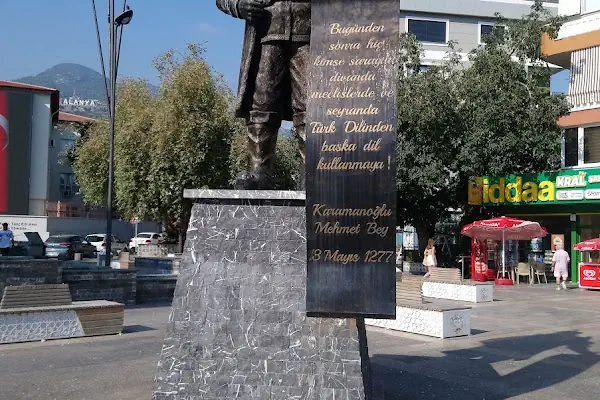 ALANYA
Bugünden
sonra hiç
kimse sarayda
divanda
meclislerde ve
seyranda
Türk Dilinden
başka dil
kullanmaya !
Karamanoğlu
Mehmet Bey
13 Mayıs 1277
iddaa
KRAL